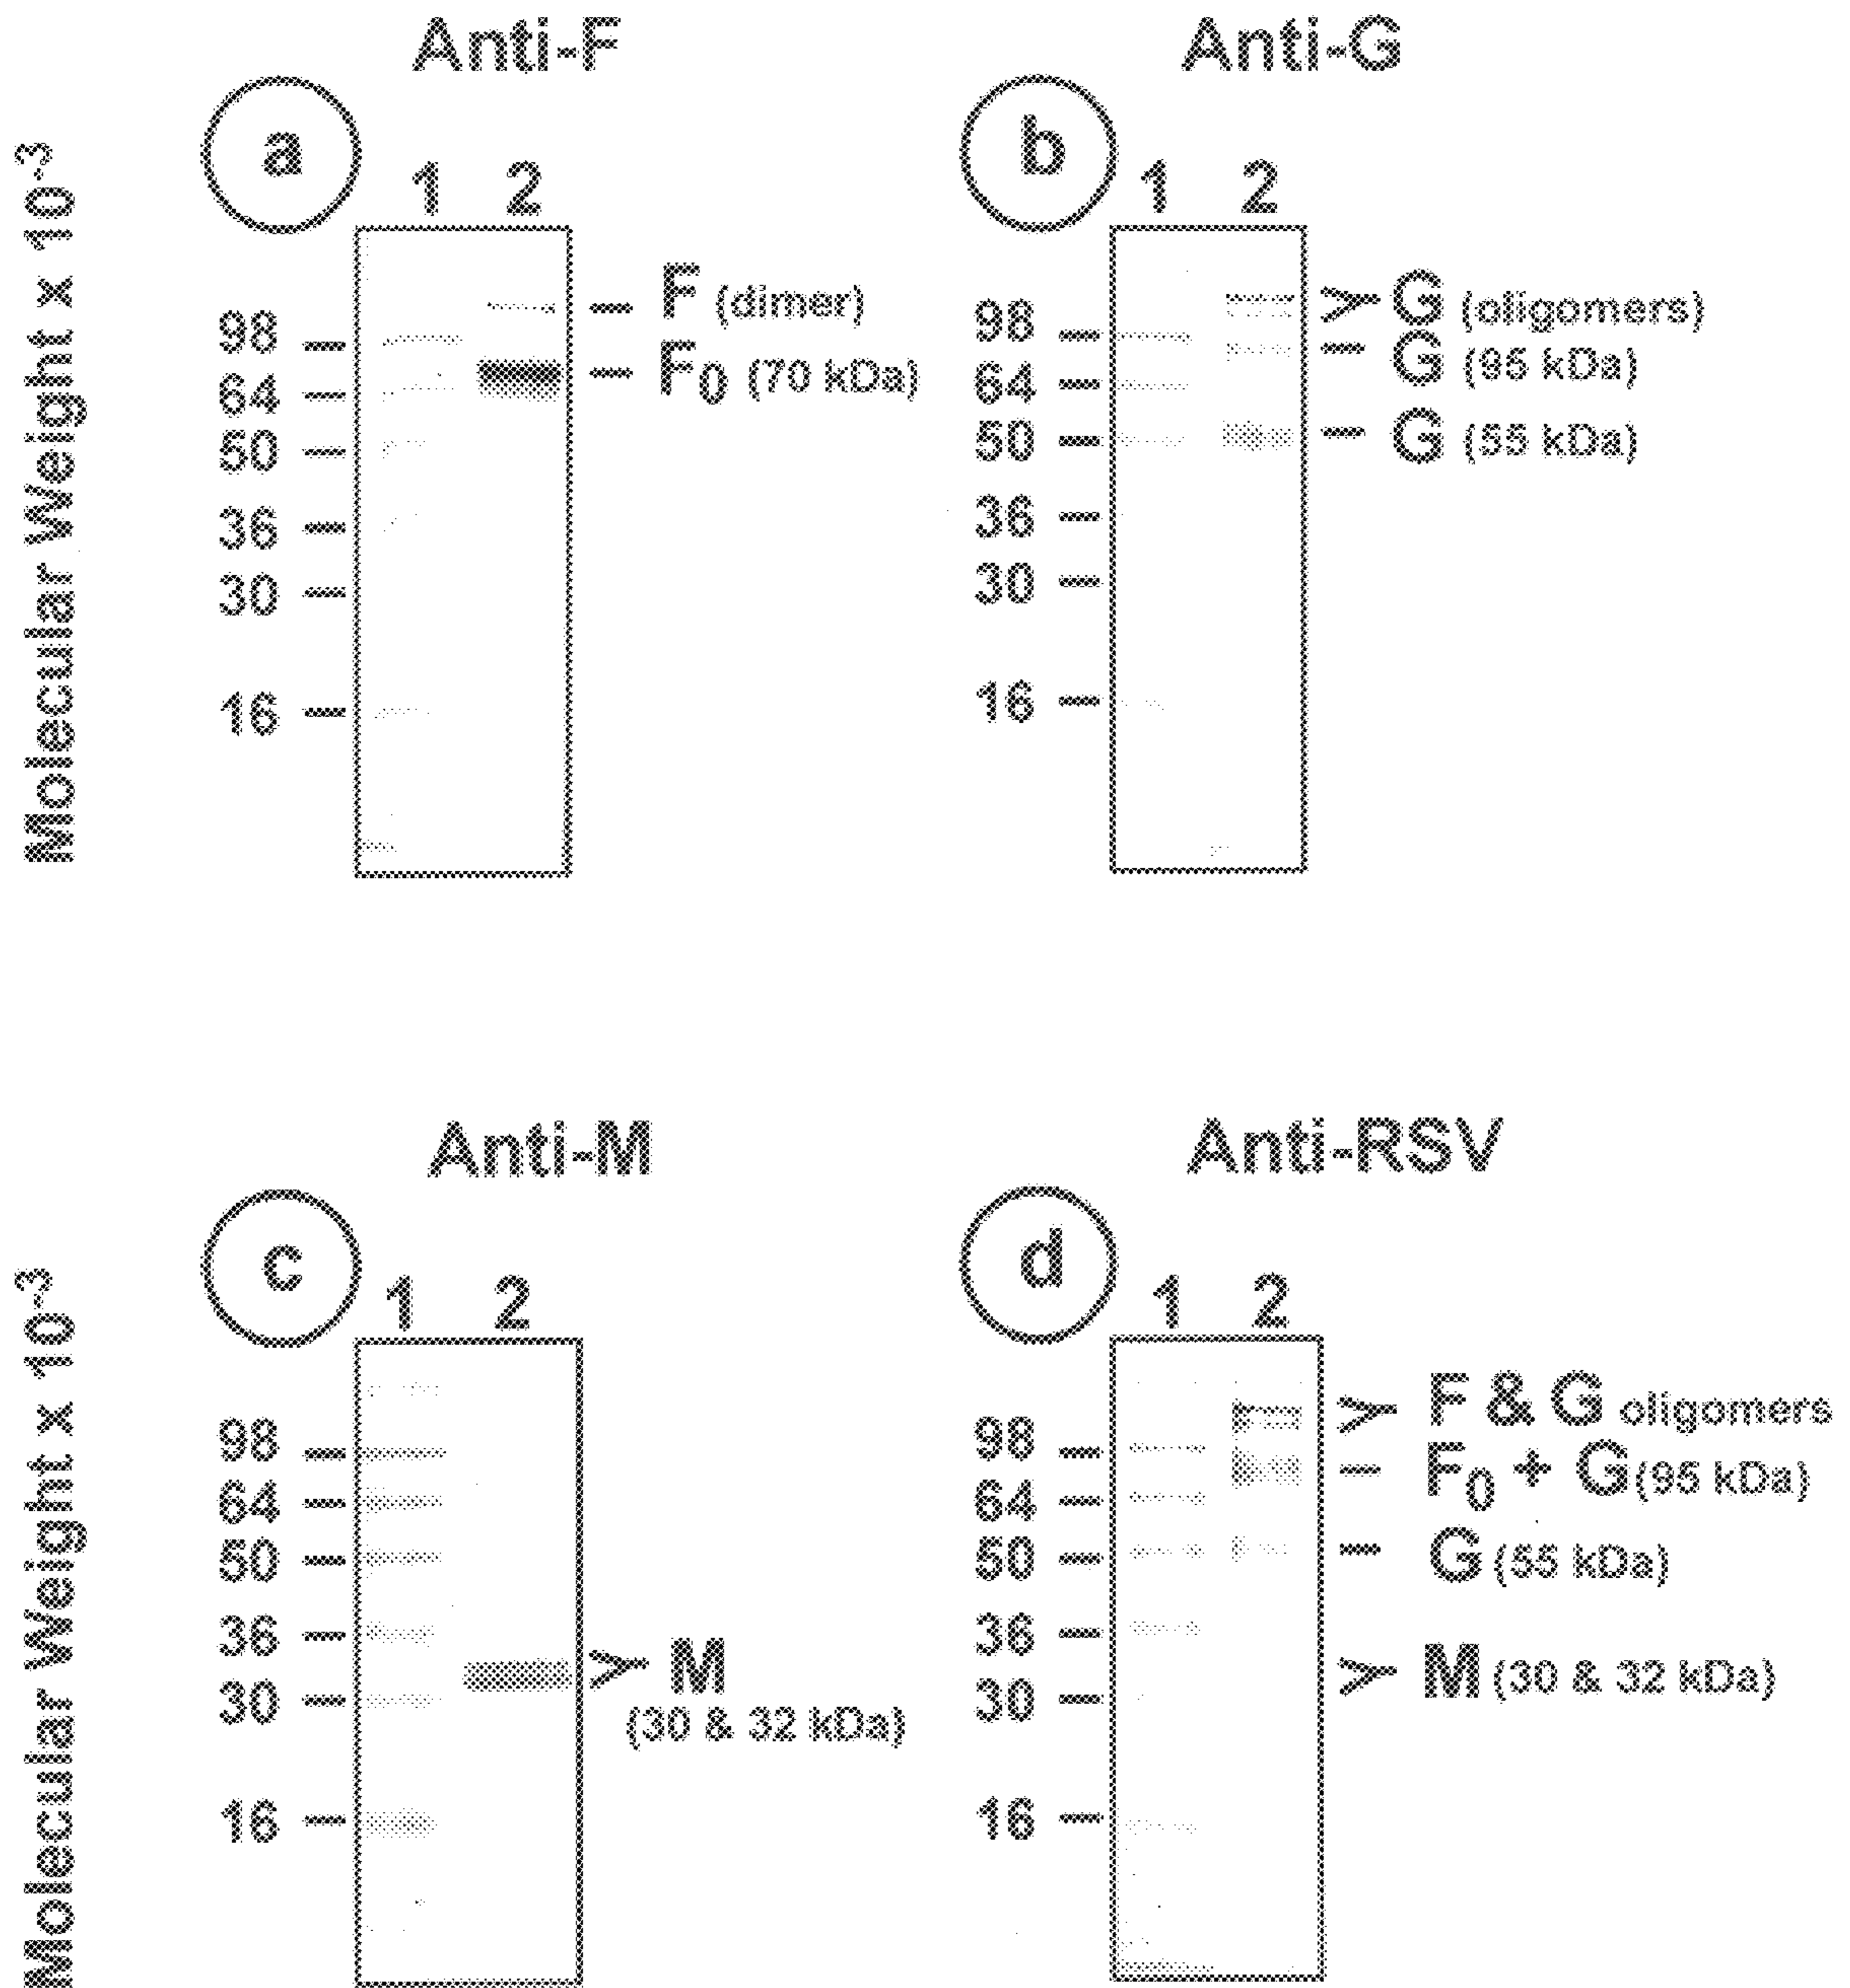 Anti-F
a
1 2
Molecular Weight x 10-3
98
64
50
36
30
16
F (dimer)
F0 (70 kDa)
Anti-G
b
1 2
98
64
50
36
30
16
G (oligomers)
G (95 kDa)
G (55 kDa)
Anti-M
c
1 2
Molecular Weight x 10-3
98
64
50
36
30
16
M
(30 & 32 kDa)
Anti-RSV
d
1 2
98
64
50
36
30
16
F & G oligomers
F0 + G (95 kDa)
G (55 kDa)
M (30 & 32 kDa)